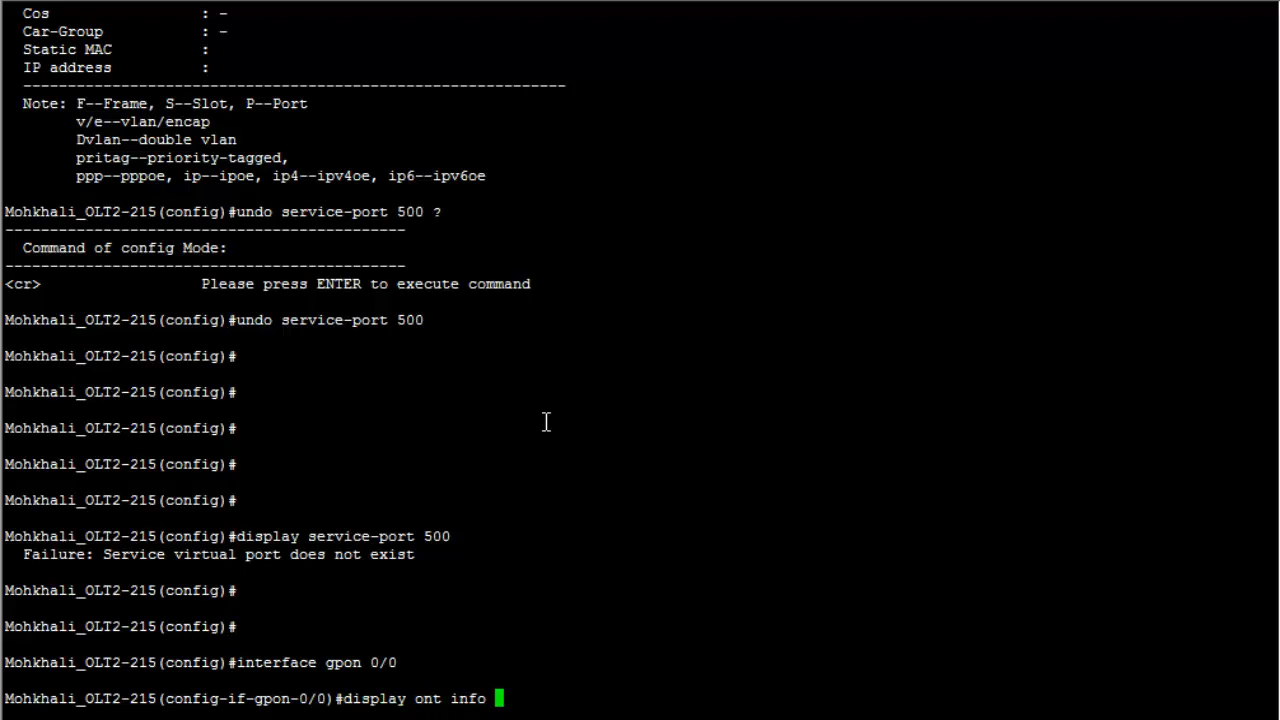 Cos : -
Car-Group : -
Static MAC :
IP address :
-------------------------------------------------------------
Note: F--Frame, S--Slot, P--Port
v/e--vlan/encap
Dvlan--double vlan
pritag--priority-tagged,
ppp--pppoe, ip--ipoe, ip4--ipv4oe, ip6--ipv6oe
Mohkhali_OLT2-215(config)#undo service-port 500 ?
---------------------------------------------
Command of config Mode:
---------------------------------------------
<cr> Please press ENTER to execute command
Mohkhali_OLT2-215(config)#undo service-port 500
Mohkhali_OLT2-215(config)#
Mohkhali_OLT2-215(config)#
Mohkhali_OLT2-215(config)#
Mohkhali_OLT2-215(config)#
Mohkhali_OLT2-215(config)#
Mohkhali_OLT2-215(config)#display service-port 500
Failure: Service virtual port does not exist
Mohkhali_OLT2-215(config)#
Mohkhali_OLT2-215(config)#
Mohkhali_OLT2-215(config)#interface gpon 0/0
Mohkhali_OLT2-215(config-if-gpon-0/0)#display ont info